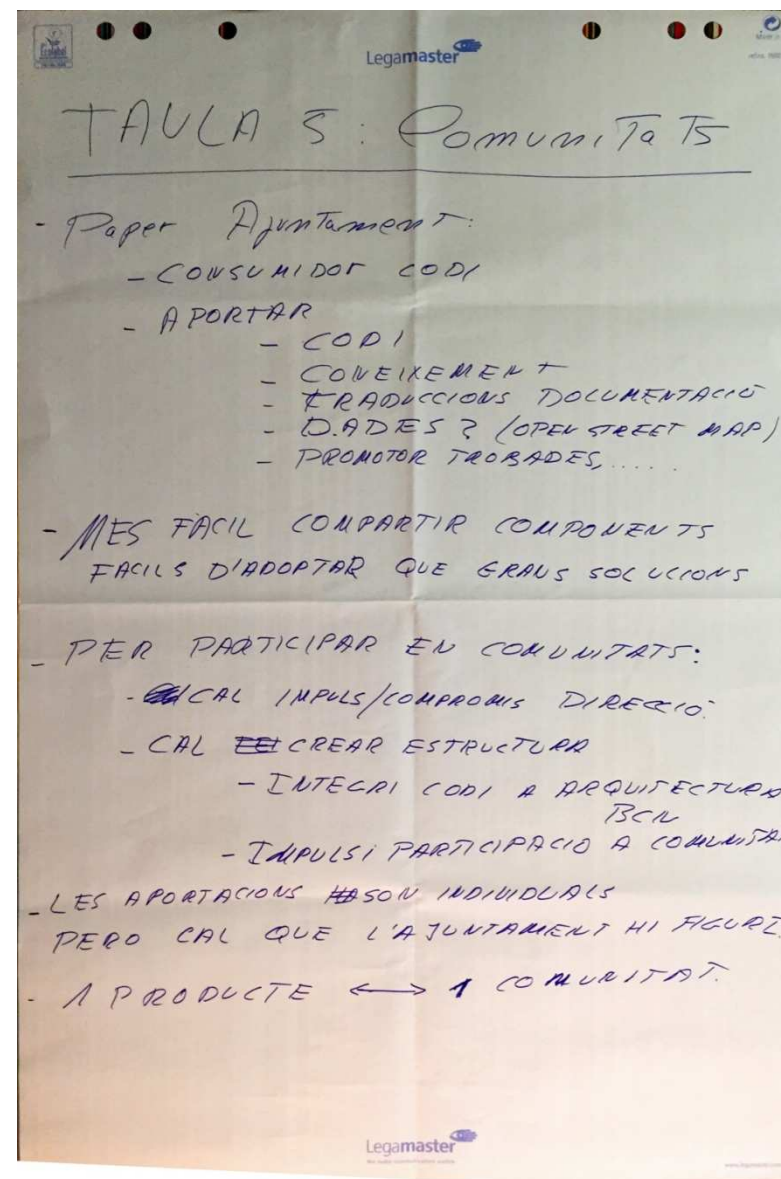 Legamaster
TAULA 5: ComuniTaTS
- Paper AjunTamenT:
- CONSUMIDOr CODI
- APORTAR
- CODI
- CONEIXEMENT
- TRADUCCIONS DOCUMENTACIÓ
- DADES? (OPEN STREET MAP)
- PROMOTOR TROBADES, .....
- MES FACIL COMPARTIR COMPONENTS
FACILS D'ADOPTAR QUE GRANS SOLUCIONS
- PER PARTICIPAR EN COMUNITATS:
- CAL IMPULS/COMPROMIS DIRECCIÓ.
- CAL CREAR ESTRUCTURA
- INTEGRI CODI A ARQUITECTURA
BCN
- IMPULSI PARTICIPACIO A COMUNITA
- LES APORTACIONS SON INDIVIDUALS
PERO CAL QUE L'AJUNTAMENT HI FIGURI.
- 1 PRODUCTE ↔ 1 COMUNITAT.
Legamaster